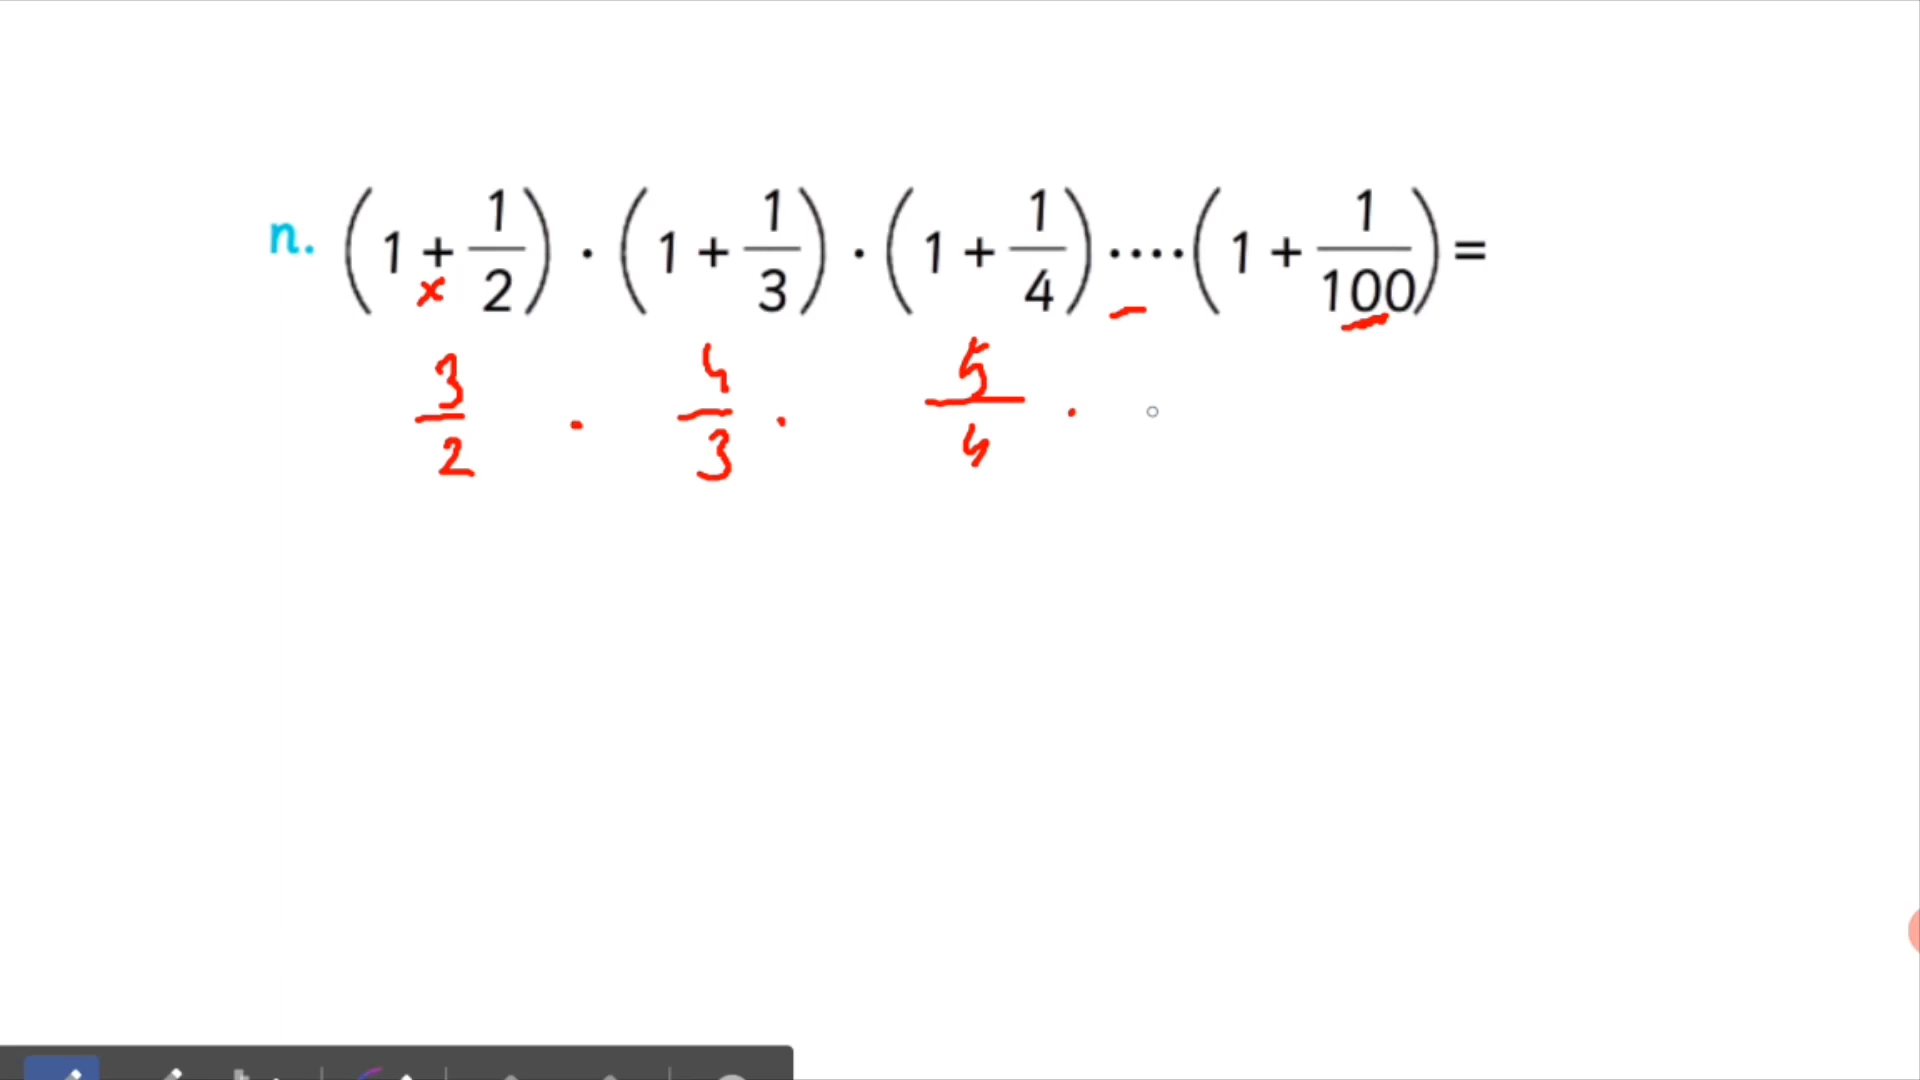 n. (1 + 1/2) · (1 + 1/3) · (1 + 1/4) ···· (1 + 1/100) =
x
3/2 · 4/3 · 5/4 ·